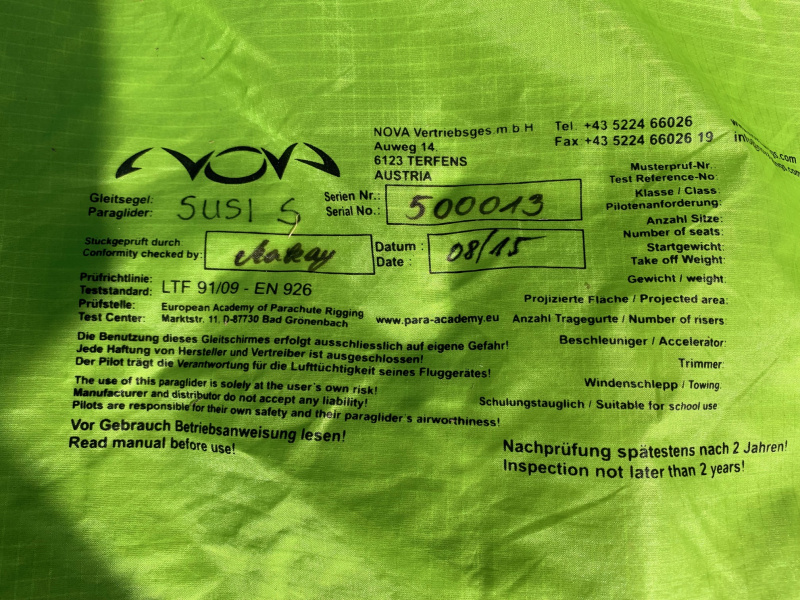 NOVA
NOVA Vertriebsges.m b H
Auweg 14.
6123 TERFENS
AUSTRIA
Tel. +43 5224 66026
Fax +43 5224 66026 19
Gleitsegel:
Paraglider:
SUSI S
Serien Nr.:
Serial No.:
500013
Stückgeprüft durch
Conformity checked by:
Datum :
Date :
08/15
Prüfrichtlinie:
Teststandard:
LTF 91/09 - EN 926
Prüfstelle:
Test Center:
European Academy of Parachute Rigging
Marktstr. 11. D-87730 Bad Grönenbach
www.para-academy.eu
Die Benutzung dieses Gleitschirmes erfolgt ausschliesslich auf eigene Gefahr!
Jede Haftung von Hersteller und Vertreiber ist ausgeschlossen!
Der Pilot trägt die Verantwortung für die Lufttüchtigkeit seines Fluggerätes!
The use of this paraglider is solely at the user`s own risk!
Manufacturer and distributor do not accept any liability!
Pilots are responsible for their own safety and their paraglider`s airworthiness!
Vor Gebrauch Betriebsanweisung lesen!
Read manual before use!
Musterprüf-Nr.
Test Reference-No:
Klasse / Class:
Pilotenanforderung:
Anzahl Sitze:
Number of seats:
Startgewicht:
Take off Weight:
Gewicht / weight:
Projizierte Fläche / Projected area:
Anzahl Tragegurte / Number of risers:
Beschleuniger / Accelerator:
Trimmer:
Windenschlepp / Towing.
Schulungstauglich / Suitable for school use
Nachprüfung spätestens nach 2 Jahren!
Inspection not later than 2 years!